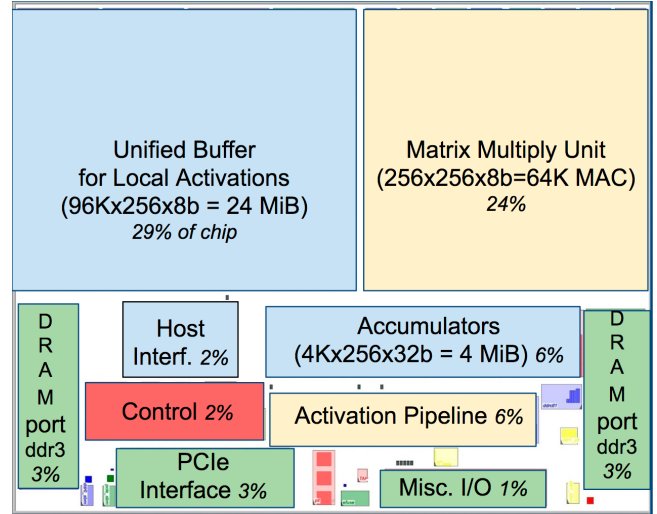 Unified Buffer
for Local Activations
(96Kx256x8b = 24 MiB)
29% of chip
Matrix Multiply Unit
(256x256x8b=64K MAC)
24%
D
R
A
M
port
ddr3
3%
Host
Interf. 2%
Accumulators
(4Kx256x32b = 4 MiB) 6%
D
R
A
M
port
ddr3
3%
Control 2%
Activation Pipeline 6%
PCIe
Interface 3%
Misc. I/O 1%